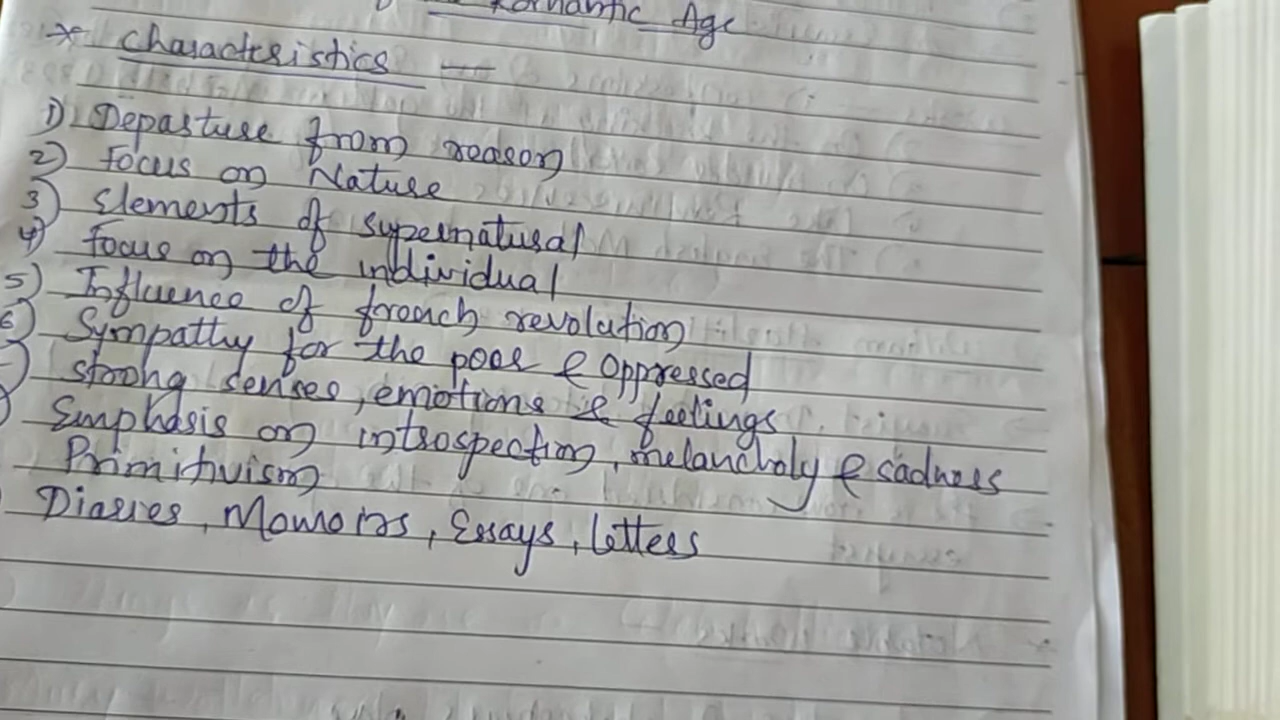 Romantic Age
* Characteristics —
1) Departure from reason
2) Focus on Nature
3) Elements of supernatural
4) Focus on the individual
5) Influence of french revolution
6) Sympathy for the poor & Oppressed
) strong senses, emotions & feelings
) Emphasis on introspection, melancholy & sadness
Primitivism
) Diaries, Memoirs, Essays, letters